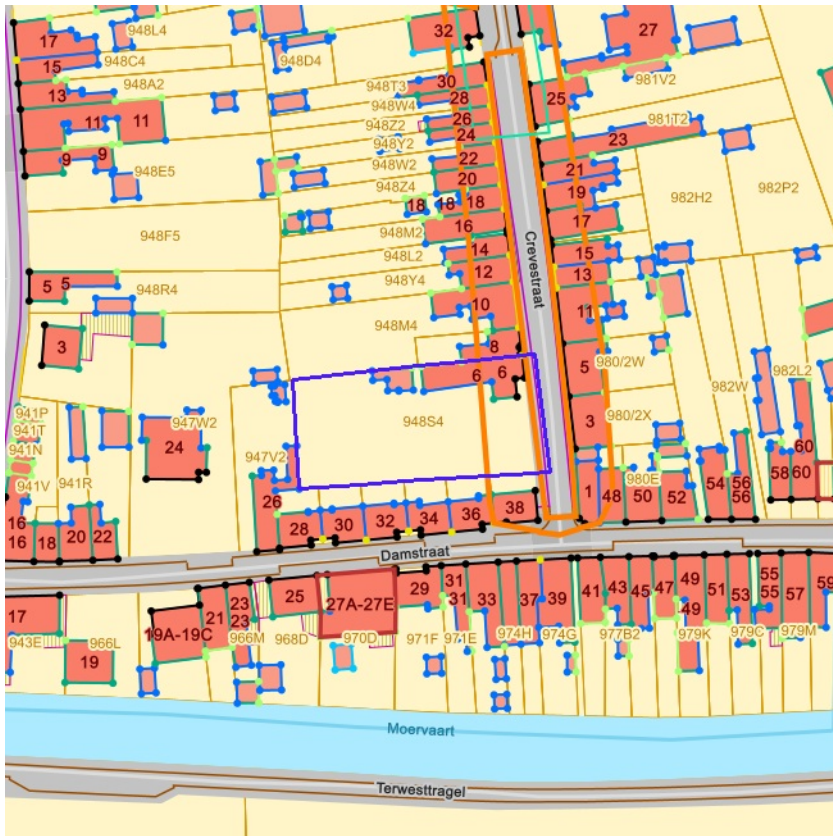 948L4
17
948C4
15
948A2
13
11
11
9
9
948E5
948D4
32
948T3
30
948W4
28
948Z2
26
948Y2
24
948W2
22
948Z4
20
18
18
18
948M2
16
948L2
14
948Y4
12
10
948M4
8
6
6
27
981V2
25
981T2
23
21
19
17
15
13
11
982H2
982P2
Crevestraat
948F5
5
5
948R4
3
5
980/2W
3
980/2X
982W
982L2
948S4
941P
941T
941N
941V
941R
947W2
24
947V2
26
1
48
980E
50
52
54
56
56
58
60
60
16
16
18
20
22
28
30
32
34
36
38
Damstraat
17
943E
966L
19
19A-19C
21
23
23
966M
25
968D
27A-27E
970D
29
971F
31
31
971E
33
974H
37
39
974G
41
43
977B2
45
47
49
49
979K
51
53
979C
55
55
979M
57
59
Moervaart
Terwesttragel